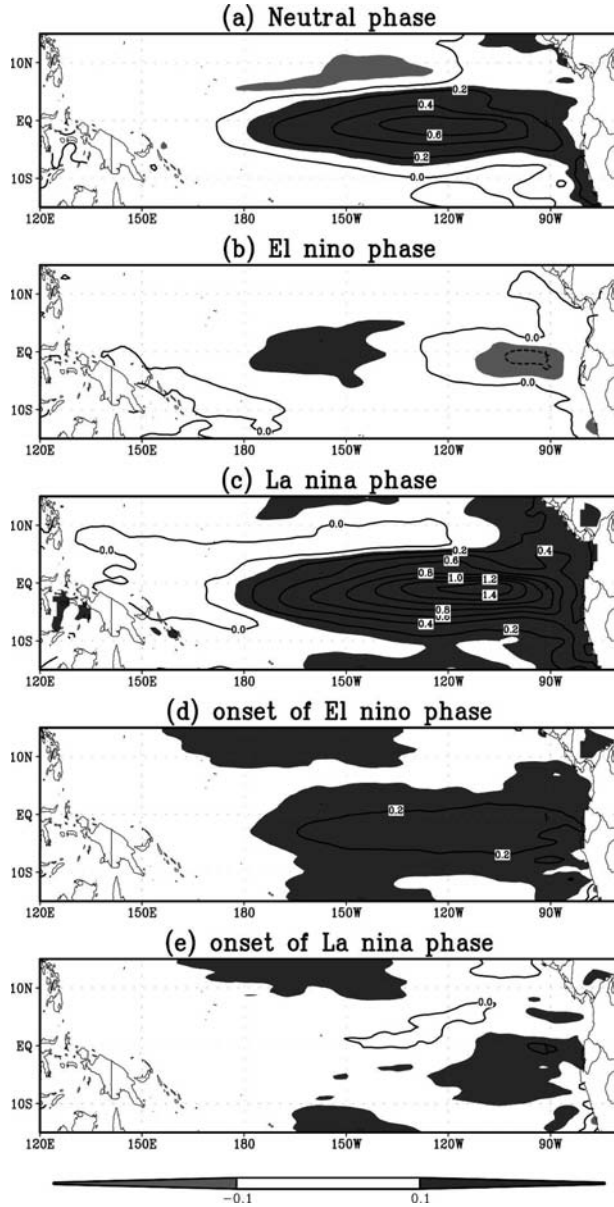 (a) Neutral phase
10N
0.2
0.4
EQ
0.6
0.2
10S
0.0
120E 150E 180 150W 120W 90W
(b) El nino phase
10N
0.0
EQ
0.0
10S
0.0
120E 150E 180 150W 120W 90W
(c) La nina phase
0.0
10N
0.0 0.2 0.4
0.6
0.8 1.0 1.2
EQ
1.4
0.8
0.6
0.0 0.4 0.2
10S
120E 150E 180 150W 120W 90W
(d) onset of El nino phase
10N
EQ
0.2
0.2
10S
120E 150E 180 150W 120W 90W
(e) onset of La nina phase
10N
0.0
EQ
10S
120E 150E 180 150W 120W 90W
-0.1 0.1